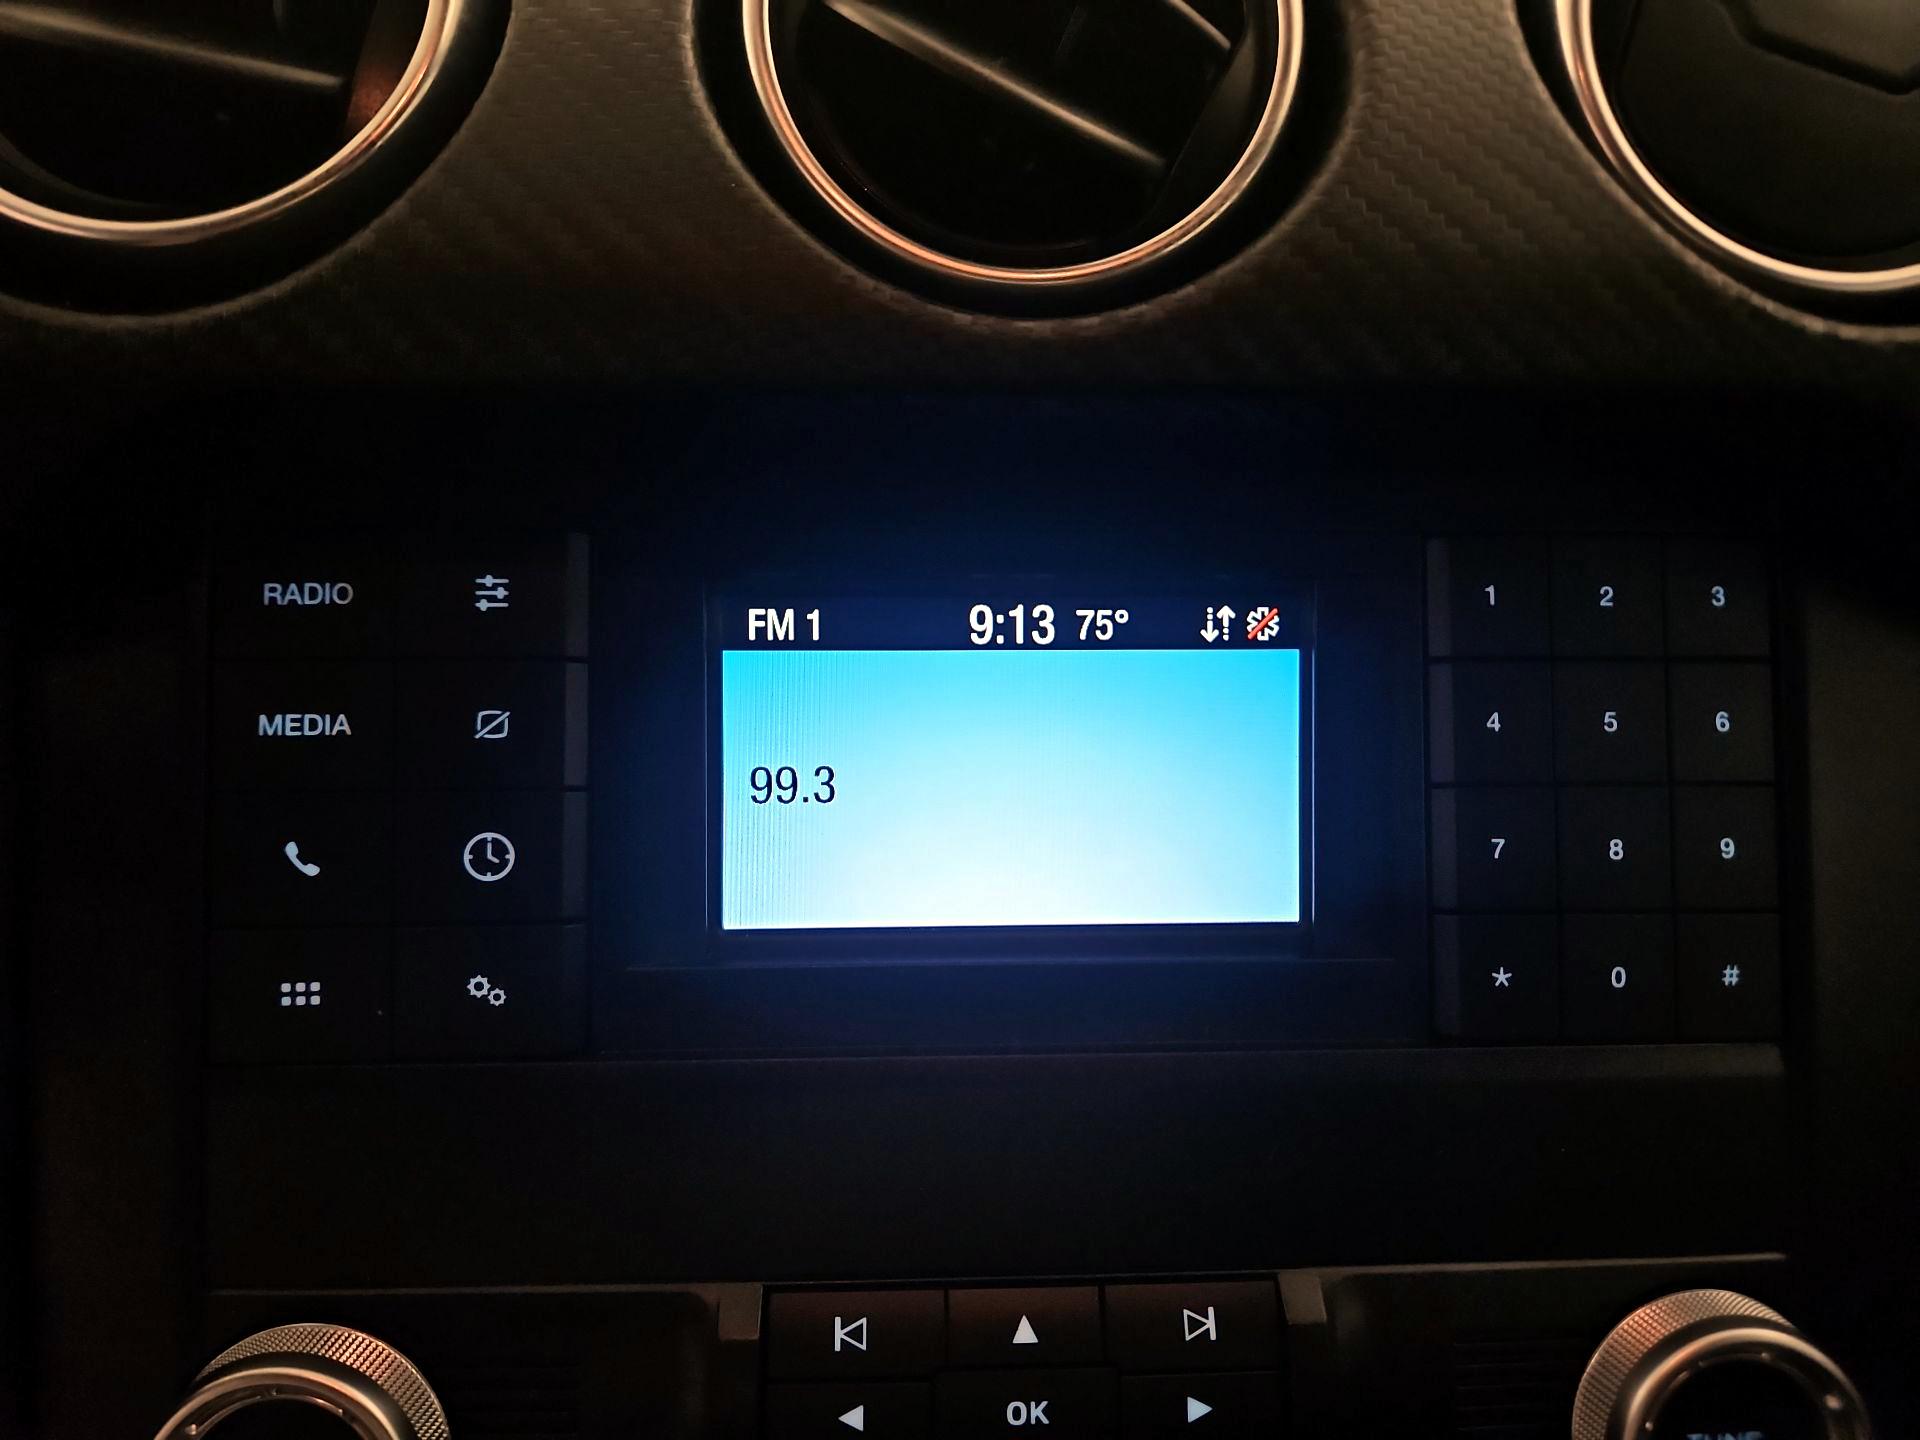 FM 1 9:13 75°
99.3
RADIO
MEDIA
1 2 3
4 5 6
7 8 9
* 0 #
OK
TUNE